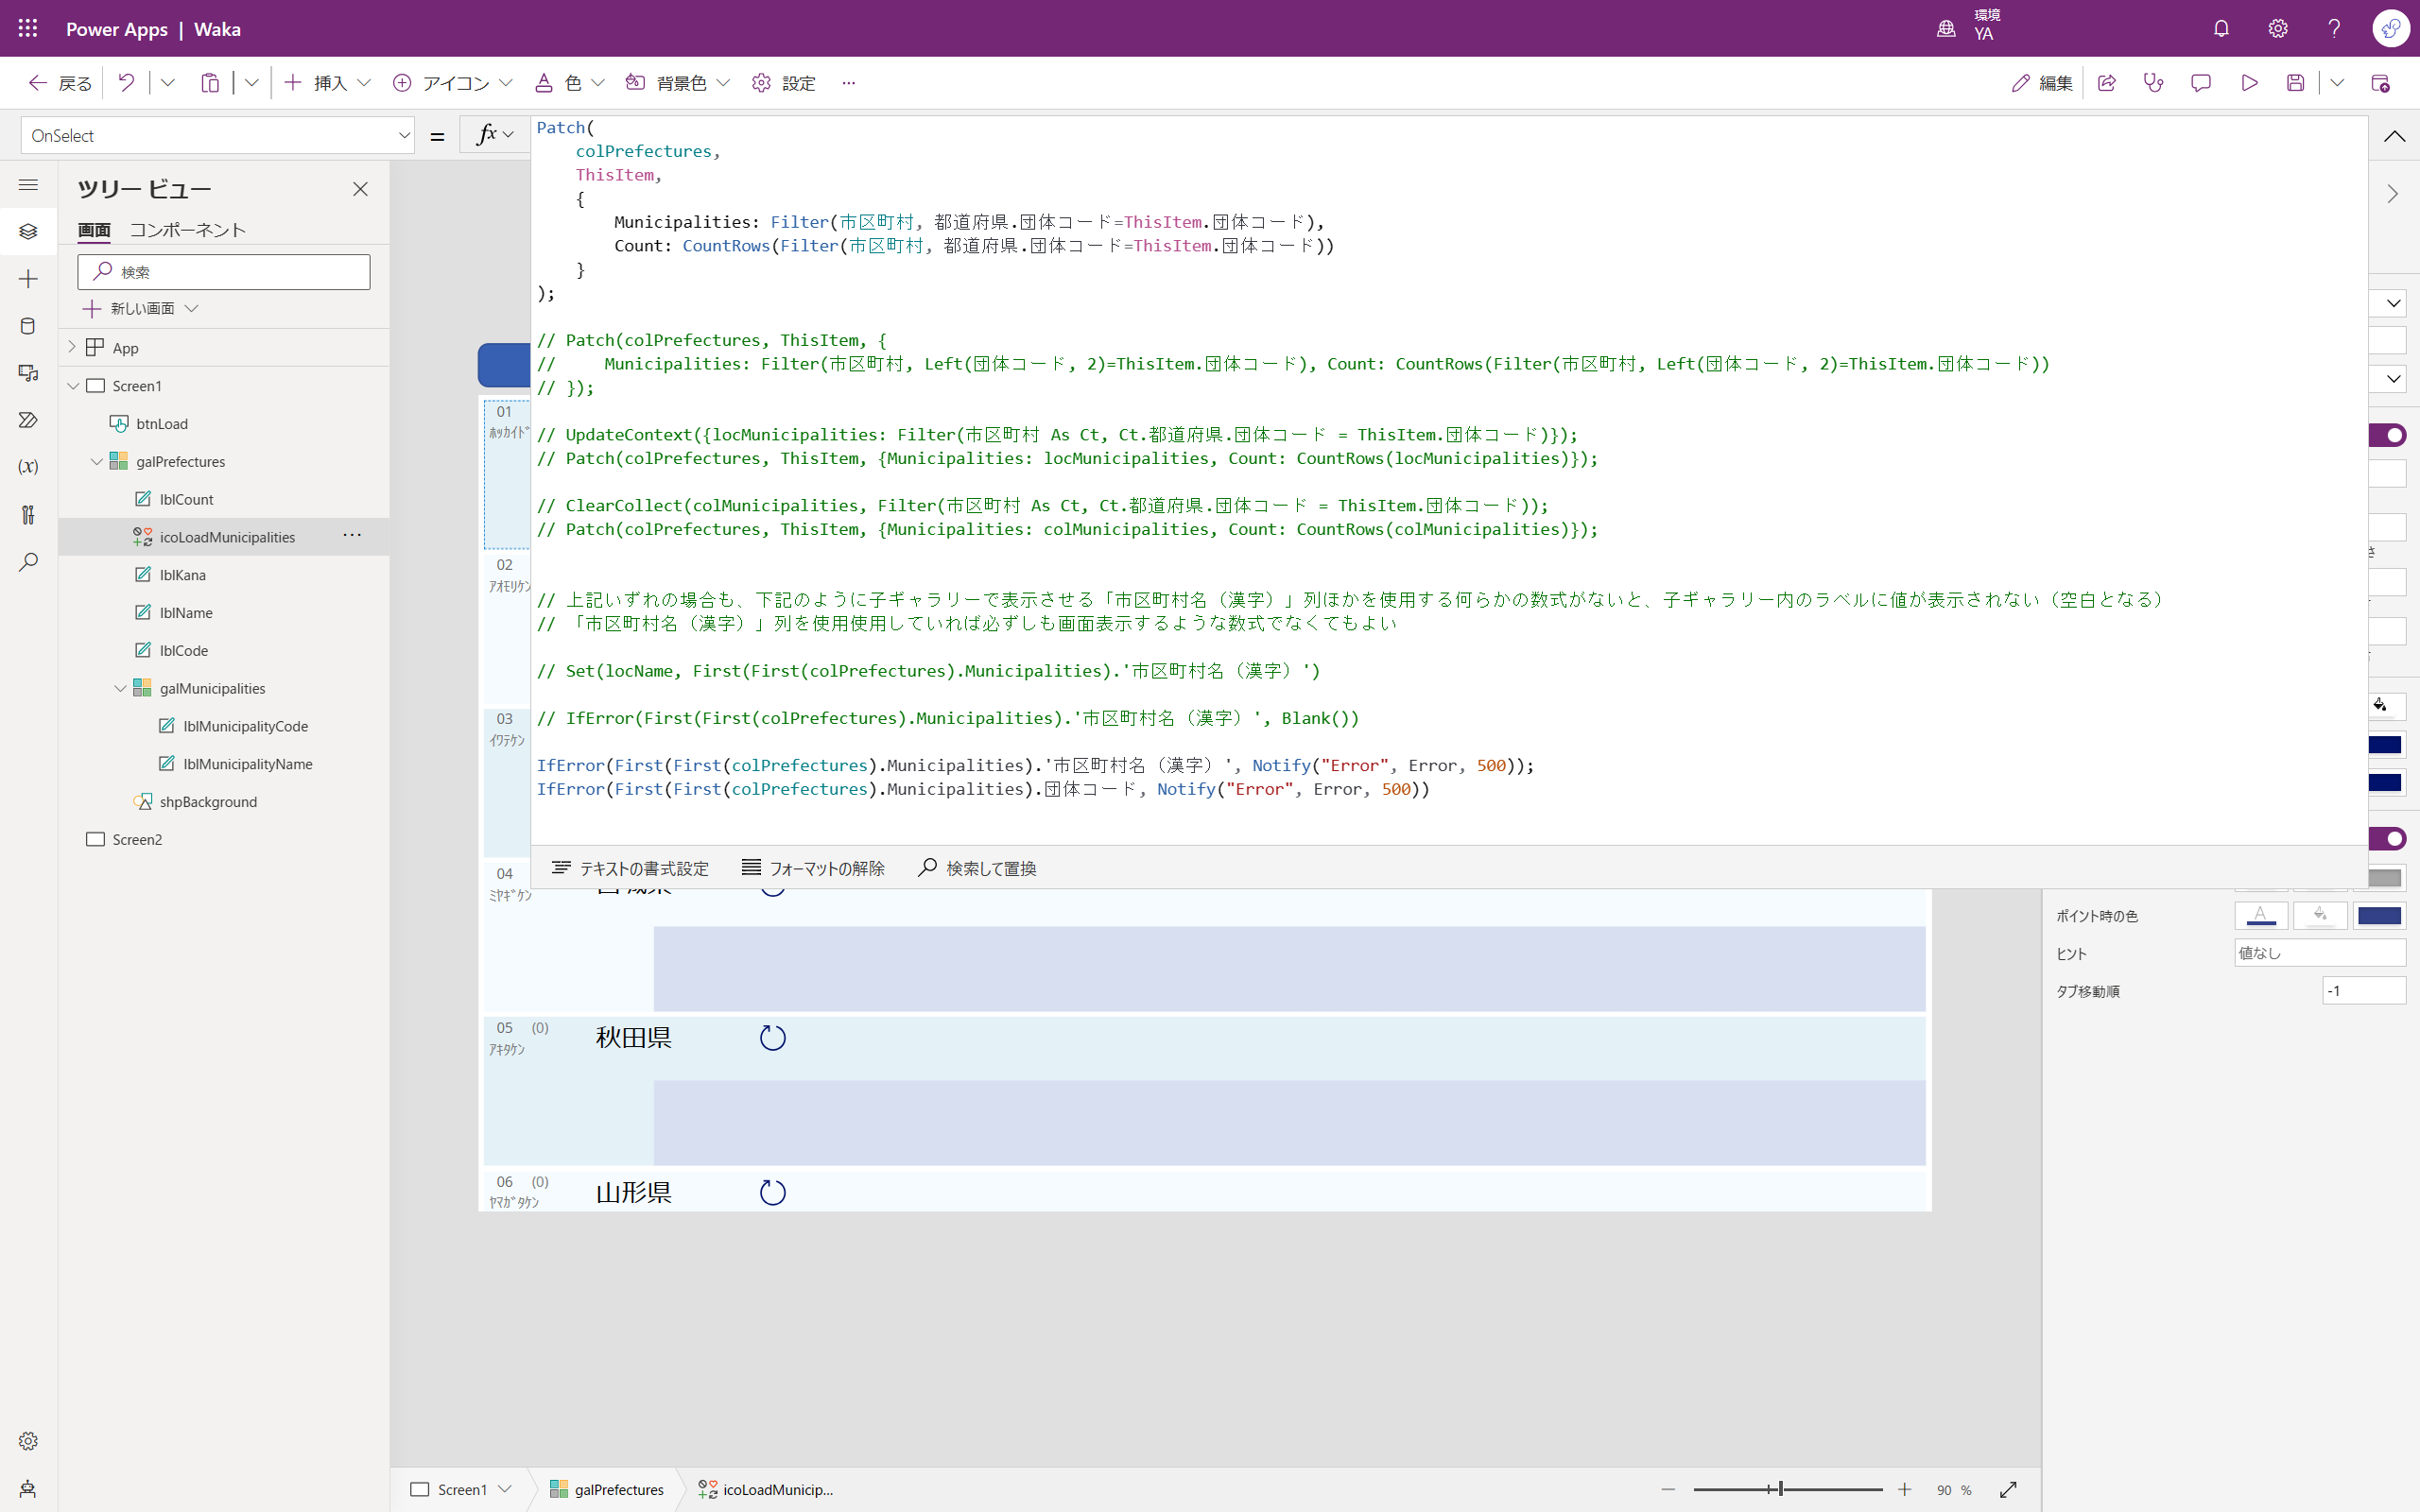 Power Apps | Waka
環境
YA
戻る
挿入
アイコン
色
背景色
設定
編集
OnSelect
=
fx
Patch(
colPrefectures,
ThisItem,
{
Municipalities: Filter(市区町村, 都道府県.団体コード=ThisItem.団体コード),
Count: CountRows(Filter(市区町村, 都道府県.団体コード=ThisItem.団体コード))
}
);
// Patch(colPrefectures, ThisItem, {
// Municipalities: Filter(市区町村, Left(団体コード, 2)=ThisItem.団体コード), Count: CountRows(Filter(市区町村, Left(団体コード, 2)=ThisItem.団体コード))
// });
// UpdateContext({locMunicipalities: Filter(市区町村 As Ct, Ct.都道府県.団体コード = ThisItem.団体コード)});
// Patch(colPrefectures, ThisItem, {Municipalities: locMunicipalities, Count: CountRows(locMunicipalities)});
// ClearCollect(colMunicipalities, Filter(市区町村 As Ct, Ct.都道府県.団体コード = ThisItem.団体コード));
// Patch(colPrefectures, ThisItem, {Municipalities: colMunicipalities, Count: CountRows(colMunicipalities)});
// 上記いずれの場合も、下記のように子ギャラリーで表示させる「市区町村名（漢字）」列ほかを使用する何らかの数式がないと、子ギャラリー内のラベルに値が表示されない（空白となる）
// 「市区町村名（漢字）」列を使用使用していれば必ずしも画面表示するような数式でなくてもよい
// Set(locName, First(First(colPrefectures).Municipalities).'市区町村名（漢字）')
// IfError(First(First(colPrefectures).Municipalities).'市区町村名（漢字）', Blank())
IfError(First(First(colPrefectures).Municipalities).'市区町村名（漢字）', Notify("Error", Error, 500));
IfError(First(First(colPrefectures).Municipalities).団体コード, Notify("Error", Error, 500))
テキストの書式設定
フォーマットの解除
検索して置換
ツリー ビュー
画面
コンポーネント
検索
新しい画面
App
Screen1
btnLoad
galPrefectures
lblCount
icoLoadMunicipalities
lblKana
lblName
lblCode
galMunicipalities
lblMunicipalityCode
lblMunicipalityName
shpBackground
Screen2
(x)
01
ﾎｯｶｲﾄﾞ
02
ｱｵﾓﾘｹﾝ
03
ｲﾜﾃｹﾝ
04
ﾐﾔｷﾞｹﾝ
05 (0)
ｱｷﾀｹﾝ
秋田県
06 (0)
ﾔﾏｶﾞﾀｹﾝ
山形県
ポイント時の色
ヒント
値なし
タブ移動順
-1
Screen1
galPrefectures
icoLoadMunicip...
90 %